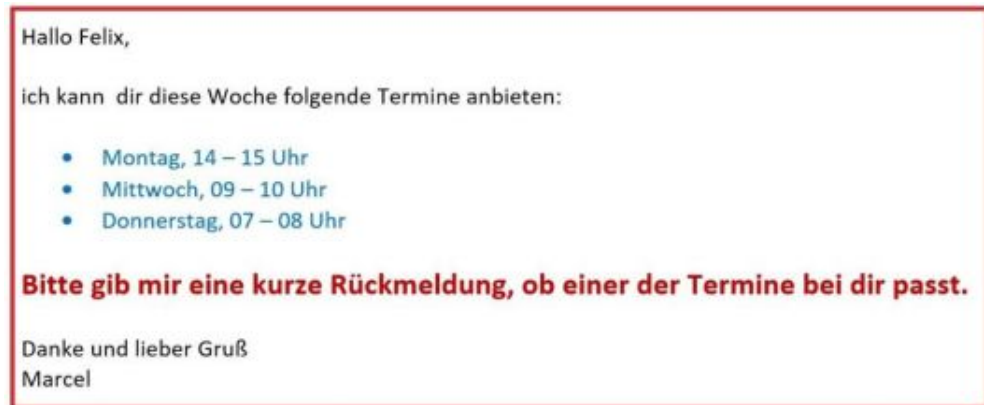 Hallo Felix,
ich kann  dir diese Woche folgende Termine anbieten:
• Montag, 14 – 15 Uhr
• Mittwoch, 09 – 10 Uhr
• Donnerstag, 07 – 08 Uhr
Bitte gib mir eine kurze Rückmeldung, ob einer der Termine bei dir passt.
Danke und lieber Gruß
Marcel